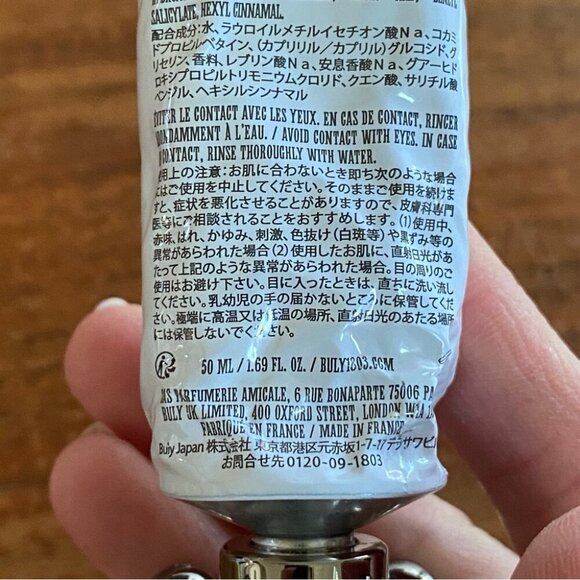 SALICYLATE, HEXYL CINNAMAL.
配合成分:水、ラウロイルメチルイセチオン酸Na、コカミ
ドプロピルベタイン、(カプリリル/カプリル)グルコシド、グ
リセリン、香料、レブリン酸Na、安息香酸Na、グアーヒド
ロキシプロピルトリモニウムクロリド、クエン酸、サリチル酸
ベンジル、ヘキシルシンナマル
LE CONTACT AVEC LES YEUX. EN CAS DE CONTACT, RINCER
À L'EAU. / AVOID CONTACT WITH EYES. IN CASE
CONTACT, RINSE THOROUGHLY WITH WATER.
使用上の注意:お肌に合わないとき即ち次のような場合
にはご使用を中止してください。そのままご使用を続けま
すと、症状を悪化させることがありますので、皮膚科専門
医等にご相談されることをおすすめします。(1)使用中、
赤味、はれ、かゆみ、刺激、色抜け(白斑等)や黒ずみ等の
異常があらわれた場合(2)使用したお肌に、直射日光があ
たって上記のような異常があらわれた場合。目の周りのご
使用はお避け下さい。目に入ったときは、直ちに洗い流し
てください。乳幼児の手の届かないところに保管してくだ
さい。極端に高温又は低温の場所、直射日光のあたる場所
には保管しないでください。
50 ML / 1.69 FL. OZ. / BULY1803.COM
PARFUMERIE AMICALE, 6 RUE BONAPARTE 75006
BULY UK LIMITED, 400 OXFORD STREET, LONDON
FABRIQUÉ EN FRANCE / MADE IN FRANCE
Buly Japan 株式会社 東京都港区元赤坂1-7-17デラサワビル
お問合せ先0120-09-1803